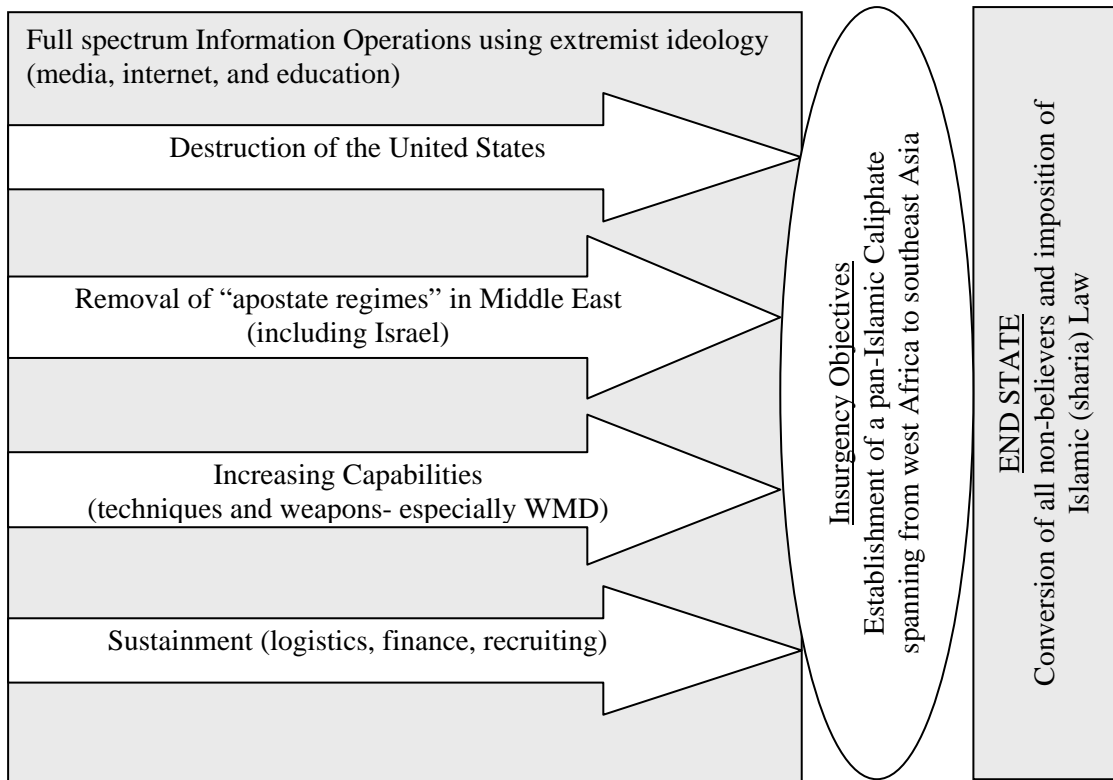 Full spectrum Information Operations using extremist ideology
(media, internet, and education)
Destruction of the United States
Removal of “apostate regimes” in Middle East
(including Israel)
Increasing Capabilities
(techniques and weapons- especially WMD)
Sustainment (logistics, finance, recruiting)
Insurgency Objectives
Establishment of a pan-Islamic Caliphate
spanning from west Africa to southeast Asia
END STATE
Conversion of all non-believers and imposition of
Islamic (sharia) Law